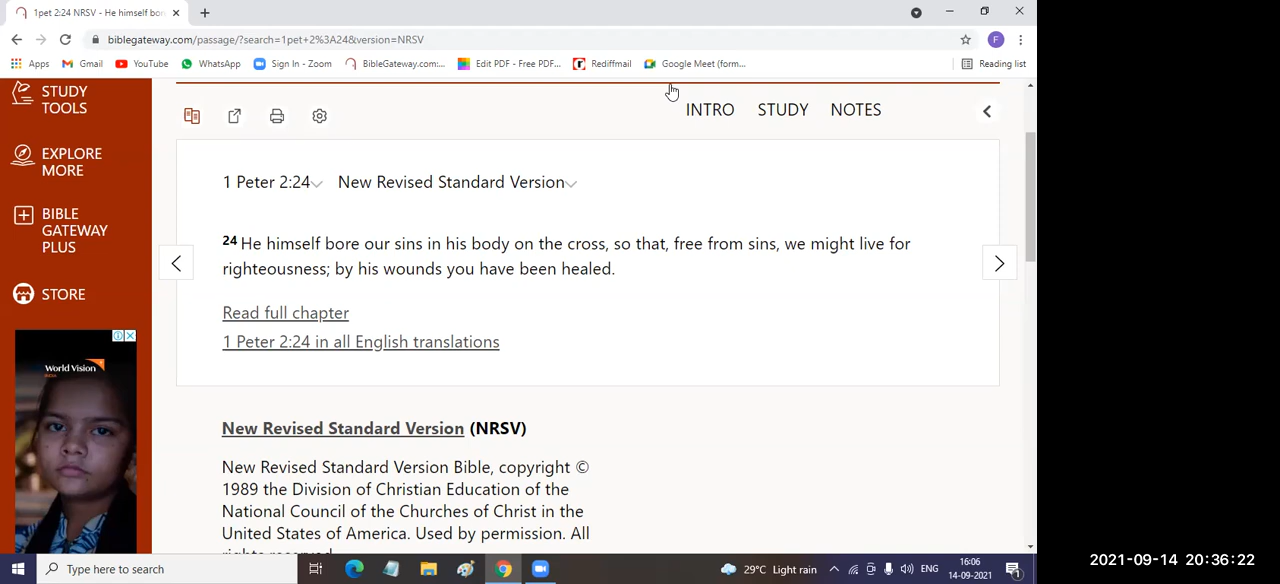 1pet 2:24 NRSV - He himself bor
biblegateway.com/passage/?search=1pet+2%3A24&version=NRSV
F
Apps Gmail YouTube WhatsApp Sign In - Zoom BibleGateway.com:... Edit PDF - Free PDF... Rediffmail Google Meet (form... Reading list
STUDY
TOOLS
EXPLORE
MORE
BIBLE
GATEWAY
PLUS
STORE
World Vision
INDIA
INTRO STUDY NOTES
1 Peter 2:24 New Revised Standard Version
24 He himself bore our sins in his body on the cross, so that, free from sins, we might live for
righteousness; by his wounds you have been healed.
Read full chapter
1 Peter 2:24 in all English translations
New Revised Standard Version (NRSV)
New Revised Standard Version Bible, copyright ©
1989 the Division of Christian Education of the
National Council of the Churches of Christ in the
United States of America. Used by permission. All
rights reserved
Type here to search
29°C Light rain
ENG
16:06
14-09-2021
1
2021-09-14 20:36:22